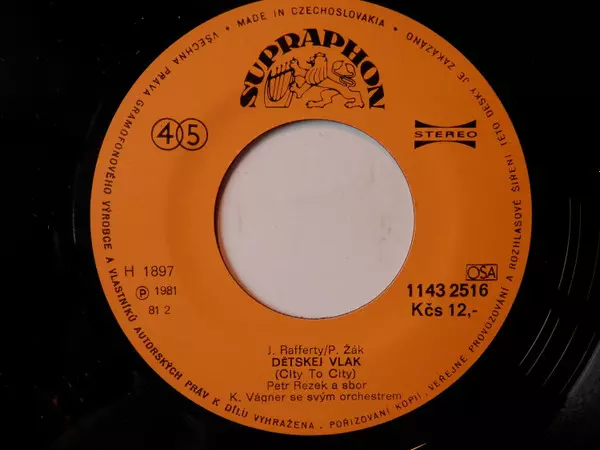 MADE IN CZECHOSLOVAKIA
VŠECHNA PRÁVA GRAMOFONOVÉHO VÝROBCE A VLASTNÍKŮ AUTORSKÝCH PRÁV K DÍLU VYHRAŽENA. POŘIZOVÁNÍ KOPIÍ, VEŘEJNÉ PROVOZOVÁNÍ A ROZHLASOVÉ ŠÍŘENÍ TÉTO DESKY JE ZAKÁZÁNO
SUPRAPHON
45
STEREO
H 1897
℗ 1981
81 2
OSA
1143 2516
Kčs 12,-
J. Rafferty/P. Žák
DĚTSKEJ VLAK
(City To City)
Petr Rezek a sbor
K. Vágner se svým orchestrem